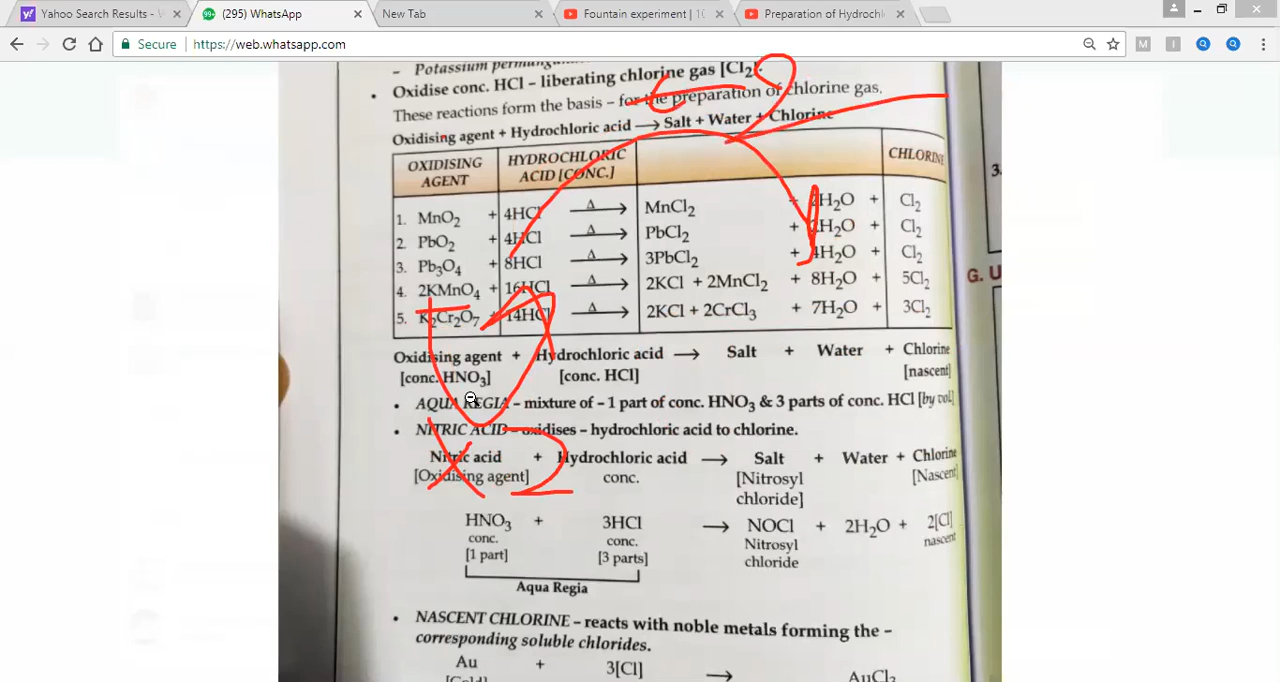 Yahoo Search Results - 
(295) WhatsApp
New Tab
Fountain experiment | 10
Preparation of Hydrochl
Secure
https://web.whatsapp.com
- Potassium
• Oxidise conc. HCl – liberating chlorine gas [Cl₂].
These reactions form the basis – for the preparation of chlorine gas.
Oxidising agent + Hydrochloric acid ⟶ Salt + Water + Chlorine
OXIDISING AGENT HYDROCHLORIC ACID [CONC.] CHLORINE
1. MnO₂ + 4HCl —Δ→ MnCl₂ + 2H₂O + Cl₂
2. PbO₂ + 4HCl —Δ→ PbCl₂ + 2H₂O + Cl₂
3. Pb₃O₄ + 8HCl —Δ→ 3PbCl₂ + 4H₂O + Cl₂
4. 2KMnO₄ + 16HCl —Δ→ 2KCl + 2MnCl₂ + 8H₂O + 5Cl₂
5. K₂Cr₂O₇ + 14HCl —Δ→ 2KCl + 2CrCl₃ + 7H₂O + 3Cl₂
3.
G. U
Oxidising agent + Hydrochloric acid ⟶ Salt + Water + Chlorine
[conc. HNO₃] [conc. HCl] [nascent]
• AQUA REGIA – mixture of – 1 part of conc. HNO₃ & 3 parts of conc. HCl [by vol]
• NITRIC ACID – oxidises – hydrochloric acid to chlorine.
Nitric acid + Hydrochloric acid ⟶ Salt + Water + Chlorine
[Oxidising agent] conc. [Nitrosyl [Nascent]
chloride]
HNO₃ + 3HCl ⟶ NOCl + 2H₂O + 2[Cl]
conc. conc. Nitrosyl nascent
[1 part] [3 parts] chloride
Aqua Regia
• NASCENT CHLORINE – reacts with noble metals forming the –
corresponding soluble chlorides.
Au + 3[Cl] ⟶ AuCl₃